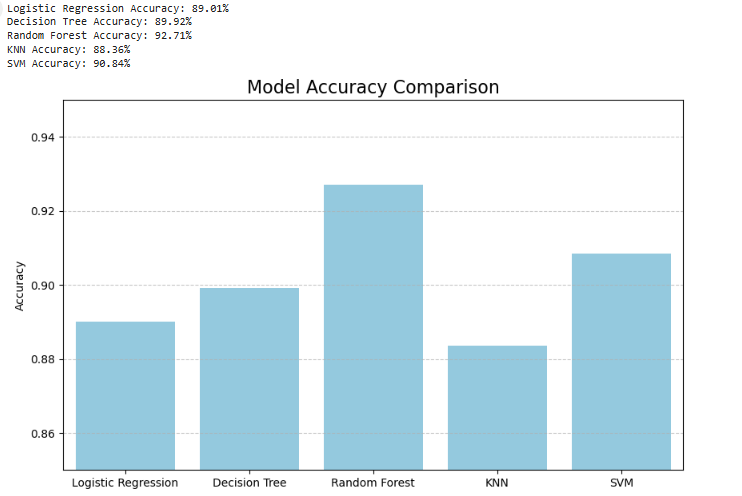 Logistic Regression Accuracy: 89.01%
Decision Tree Accuracy: 89.92%
Random Forest Accuracy: 92.71%
KNN Accuracy: 88.36%
SVM Accuracy: 90.84%
Model Accuracy Comparison
0.94
0.92
0.90
0.88
0.86
Accuracy
Logistic Regression Decision Tree Random Forest KNN SVM